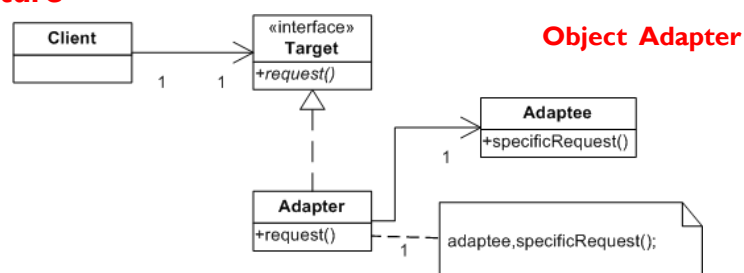 Object Adapter
Client
«interface»
Target
+request()
1 1
Adaptee
+specificRequest()
1
Adapter
+request()
1
adaptee,specificRequest();